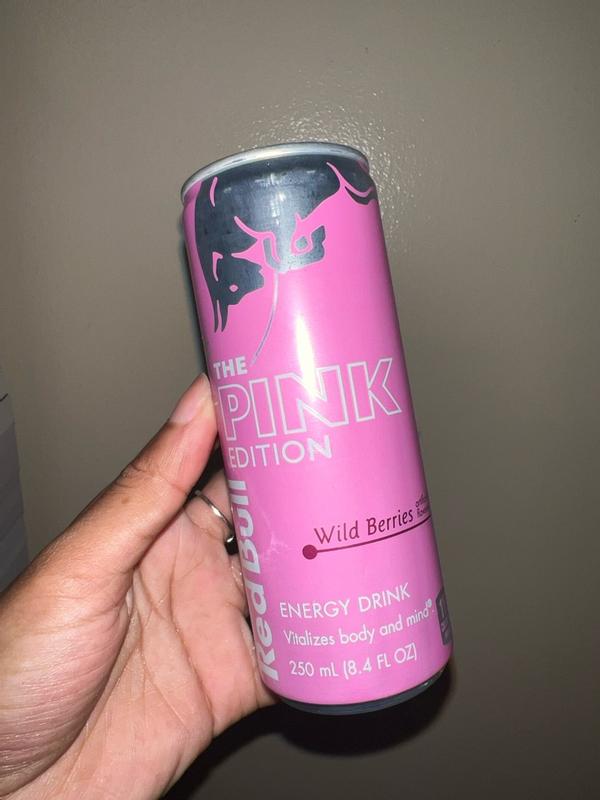 THE
PINK
EDITION
Red Bull
Wild Berries
ENERGY DRINK
Vitalizes body and mind®
250 mL (8.4 FL OZ)